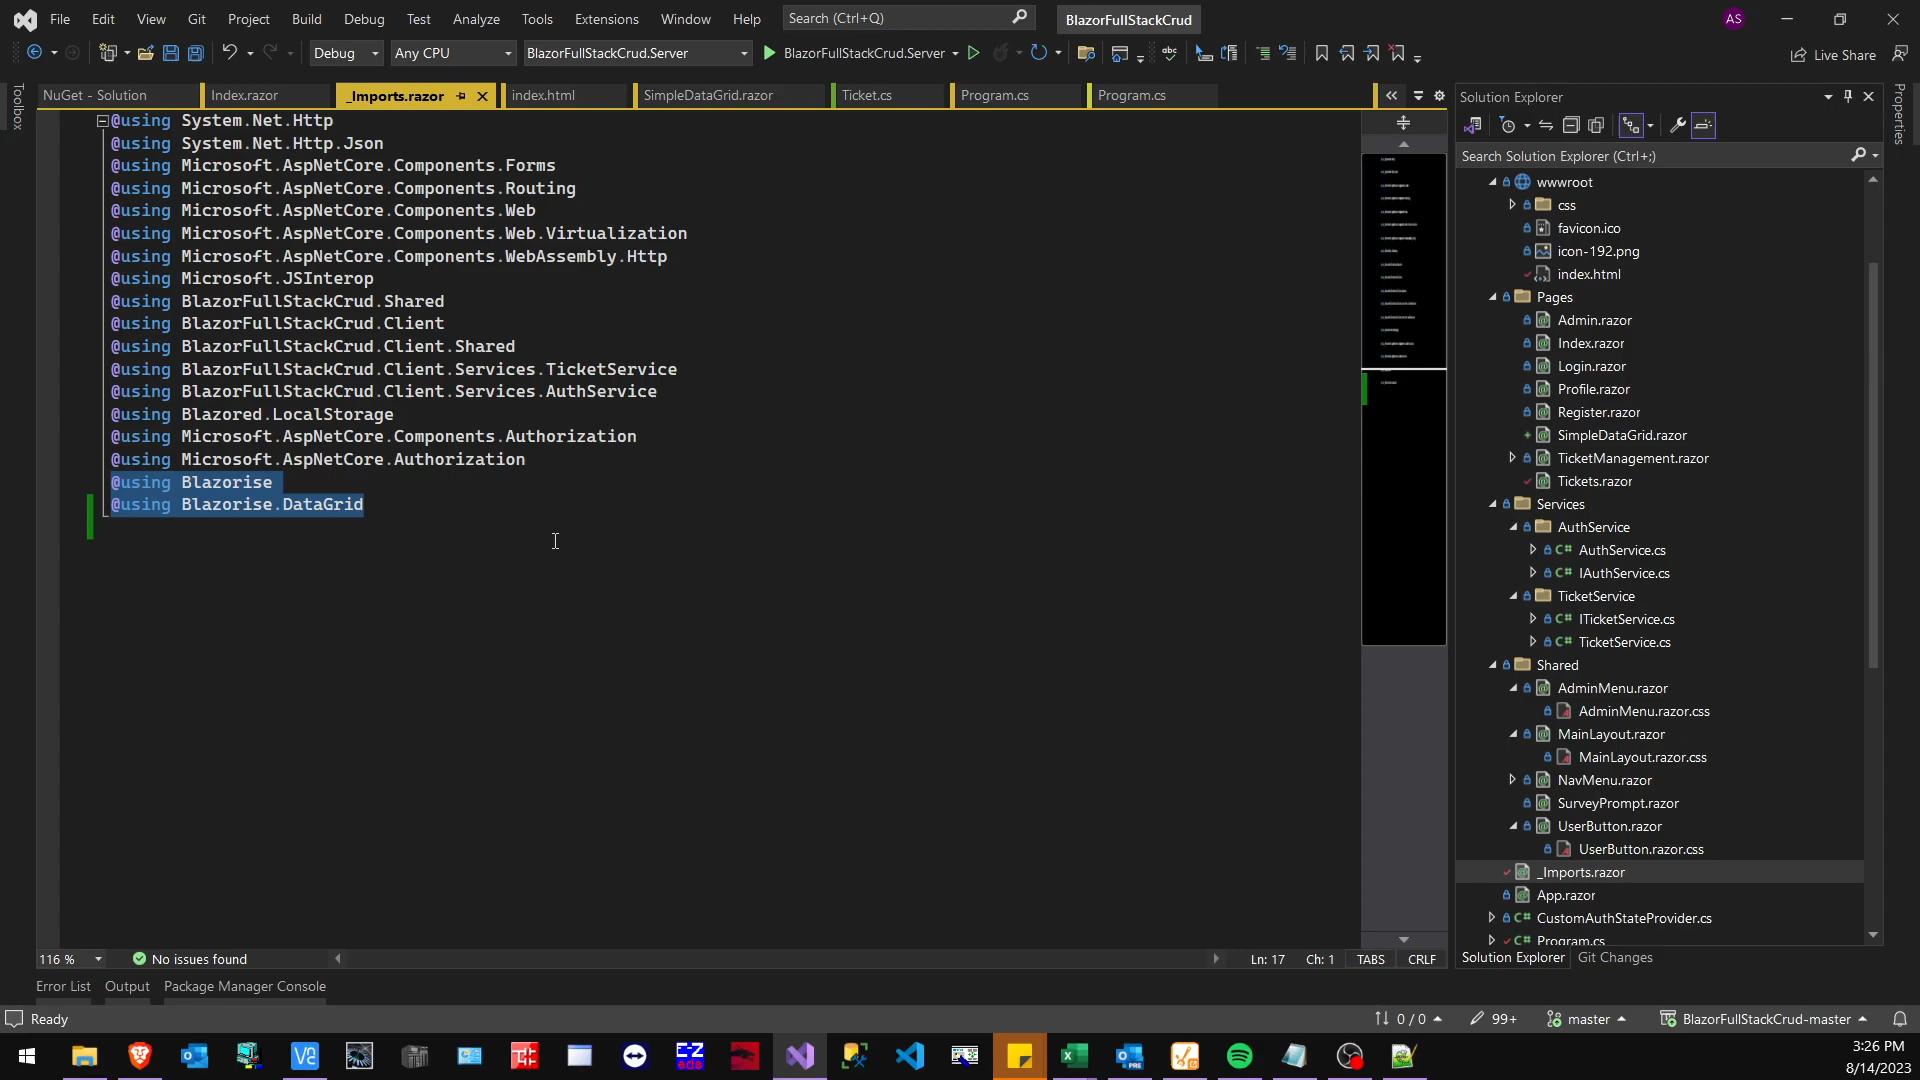 File Edit View Git Project Build Debug Test Analyze Tools Extensions Window Help Search (Ctrl+Q) BlazorFullStackCrud AS
Debug Any CPU BlazorFullStackCrud.Server BlazorFullStackCrud.Server Live Share
NuGet - Solution Index.razor _Imports.razor index.html SimpleDataGrid.razor Ticket.cs Program.cs Program.cs
Toolbox
@using System.Net.Http
@using System.Net.Http.Json
@using Microsoft.AspNetCore.Components.Forms
@using Microsoft.AspNetCore.Components.Routing
@using Microsoft.AspNetCore.Components.Web
@using Microsoft.AspNetCore.Components.Web.Virtualization
@using Microsoft.AspNetCore.Components.WebAssembly.Http
@using Microsoft.JSInterop
@using BlazorFullStackCrud.Shared
@using BlazorFullStackCrud.Client
@using BlazorFullStackCrud.Client.Shared
@using BlazorFullStackCrud.Client.Services.TicketService
@using BlazorFullStackCrud.Client.Services.AuthService
@using Blazored.LocalStorage
@using Microsoft.AspNetCore.Components.Authorization
@using Microsoft.AspNetCore.Authorization
@using Blazorise
@using Blazorise.DataGrid
116 % No issues found Ln: 17 Ch: 1 TABS CRLF
Solution Explorer
Properties
Search Solution Explorer (Ctrl+;)
wwwroot
css
favicon.ico
icon-192.png
index.html
Pages
Admin.razor
Index.razor
Login.razor
Profile.razor
Register.razor
SimpleDataGrid.razor
TicketManagement.razor
Tickets.razor
Services
AuthService
C# AuthService.cs
C# IAuthService.cs
TicketService
C# ITicketService.cs
C# TicketService.cs
Shared
AdminMenu.razor
AdminMenu.razor.css
MainLayout.razor
MainLayout.razor.css
NavMenu.razor
SurveyPrompt.razor
UserButton.razor
UserButton.razor.css
_Imports.razor
App.razor
C# CustomAuthStateProvider.cs
C# Program.cs
Solution Explorer Git Changes
Error List Output Package Manager Console
Ready 0 / 0 99+ master BlazorFullStackCrud-master
3:26 PM
8/14/2023